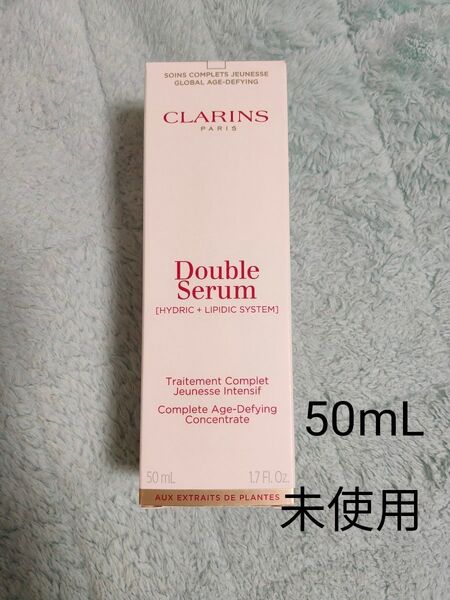 SOINS COMPLETS JEUNESSE
GLOBAL AGE-DEFYING
CLARINS
PARIS
Double
Serum
[HYDRIC + LIPIDIC SYSTEM]
Traitement Complet
Jeunesse Intensif
Complete Age-Defying
Concentrate
50 mL 1.7 Fl. Oz.
AUX EXTRAITS DE PLANTES
50mL
未使用